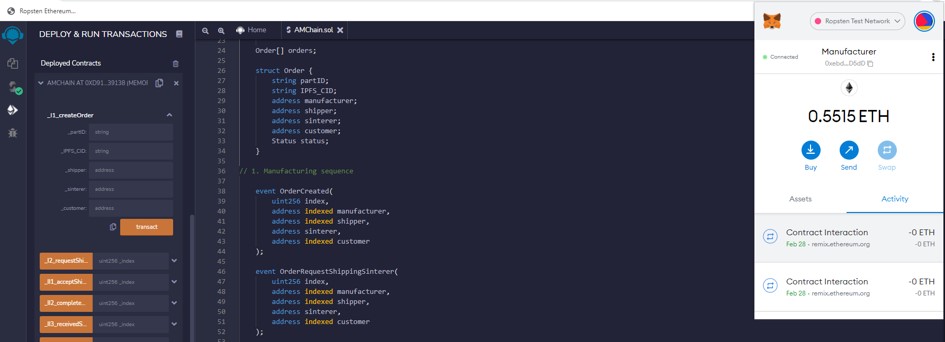 Ropsten Ethereum...
DEPLOY & RUN TRANSACTIONS
Deployed Contracts
AMCHAIN AT 0XD91...39138 (MEMO
_I1_createOrder
_partID: string
_IPFS_CID: string
_shipper: address
_sinterer: address
_customer: address
transact
_I2_requestShi... uint256 _index
_II1_acceptShi... uint256 _index
_II2_complete... uint256 _index
_II3_receivedS... uint256 _index
Home
AMChain.sol
23
24 Order[] orders;
25
26 struct Order {
27 string partID;
28 string IPFS_CID;
29 address manufacturer;
30 address shipper;
31 address sinterer;
32 address customer;
33 Status status;
34 }
35
36 // 1. Manufacturing sequence
37
38 event OrderCreated(
39 uint256 index,
40 address indexed manufacturer,
41 address indexed shipper,
42 address sinterer,
43 address indexed customer
44 );
45
46 event OrderRequestShippingSinterer(
47 uint256 index,
48 address indexed manufacturer,
49 address indexed shipper,
50 address sinterer,
51 address indexed customer
52 );
53
Ropsten Test Network
Connected
Manufacturer
0xebd...D5dD
0.5515 ETH
Buy
Send
Swap
Assets
Activity
Contract Interaction -0 ETH
Feb 28 · remix.ethereum.org -0 ETH
Contract Interaction -0 ETH
Feb 28 · remix.ethereum.org -0 ETH